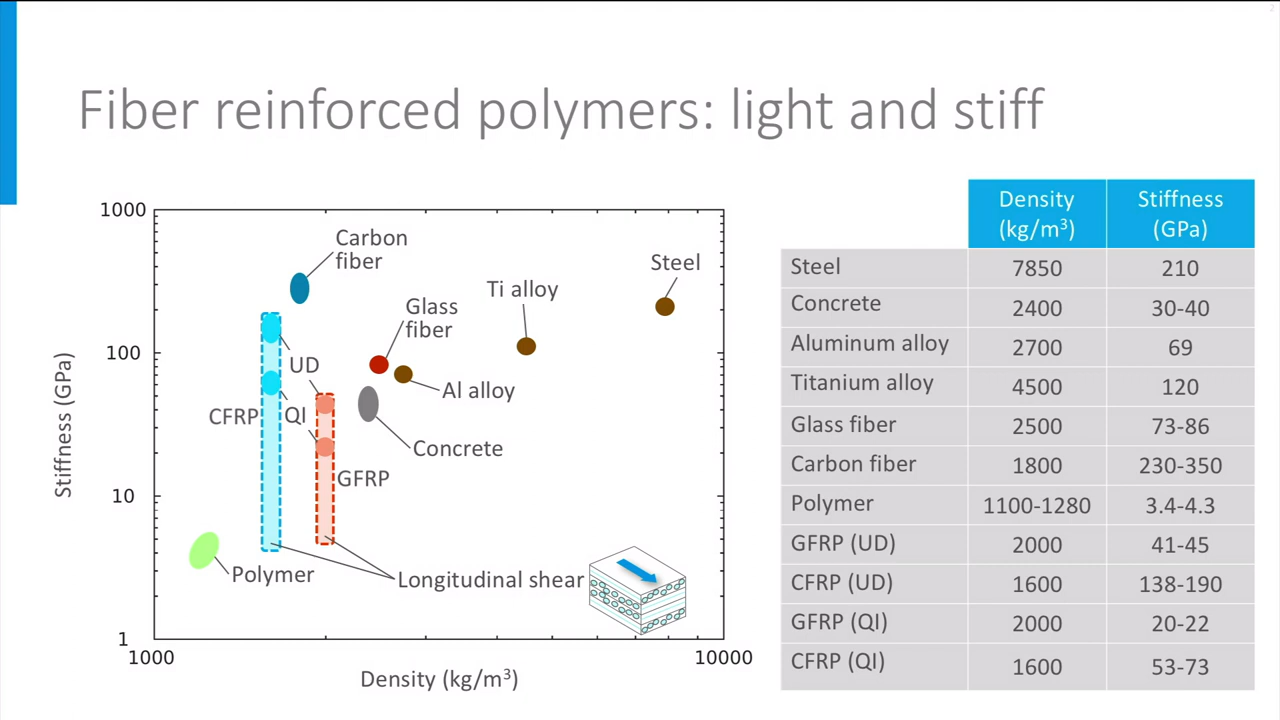 2
Fiber reinforced polymers: light and stiff
1000
100
10
1
1000
10000
Stiffness (GPa)
Density (kg/m³)
Carbon
fiber
Glass
fiber
Ti alloy
Steel
UD
Al alloy
CFRP
QI
Concrete
GFRP
Polymer
Longitudinal shear
Density
(kg/m³)
Stiffness
(GPa)
Steel 7850 210
Concrete 2400 30-40
Aluminum alloy 2700 69
Titanium alloy 4500 120
Glass fiber 2500 73-86
Carbon fiber 1800 230-350
Polymer 1100-1280 3.4-4.3
GFRP (UD) 2000 41-45
CFRP (UD) 1600 138-190
GFRP (QI) 2000 20-22
CFRP (QI) 1600 53-73